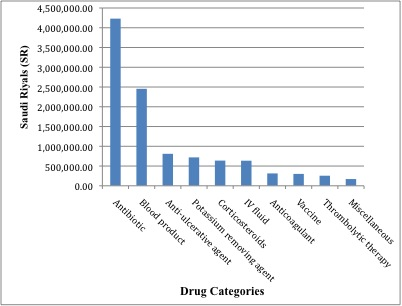 4,500,000.00
4,000,000.00
3,500,000.00
3,000,000.00
2,500,000.00
2,000,000.00
1,500,000.00
1,000,000.00
500,000.00
0.00
Saudi Riyals (SR)
Antibiotic
Blood product
Anti-ulcerative agent
Potassium removing agent
Corticosteroids
IV fluid
Anticoagulant
Vaccine
Thrombolytic therapy
Miscellaneous
Drug Categories